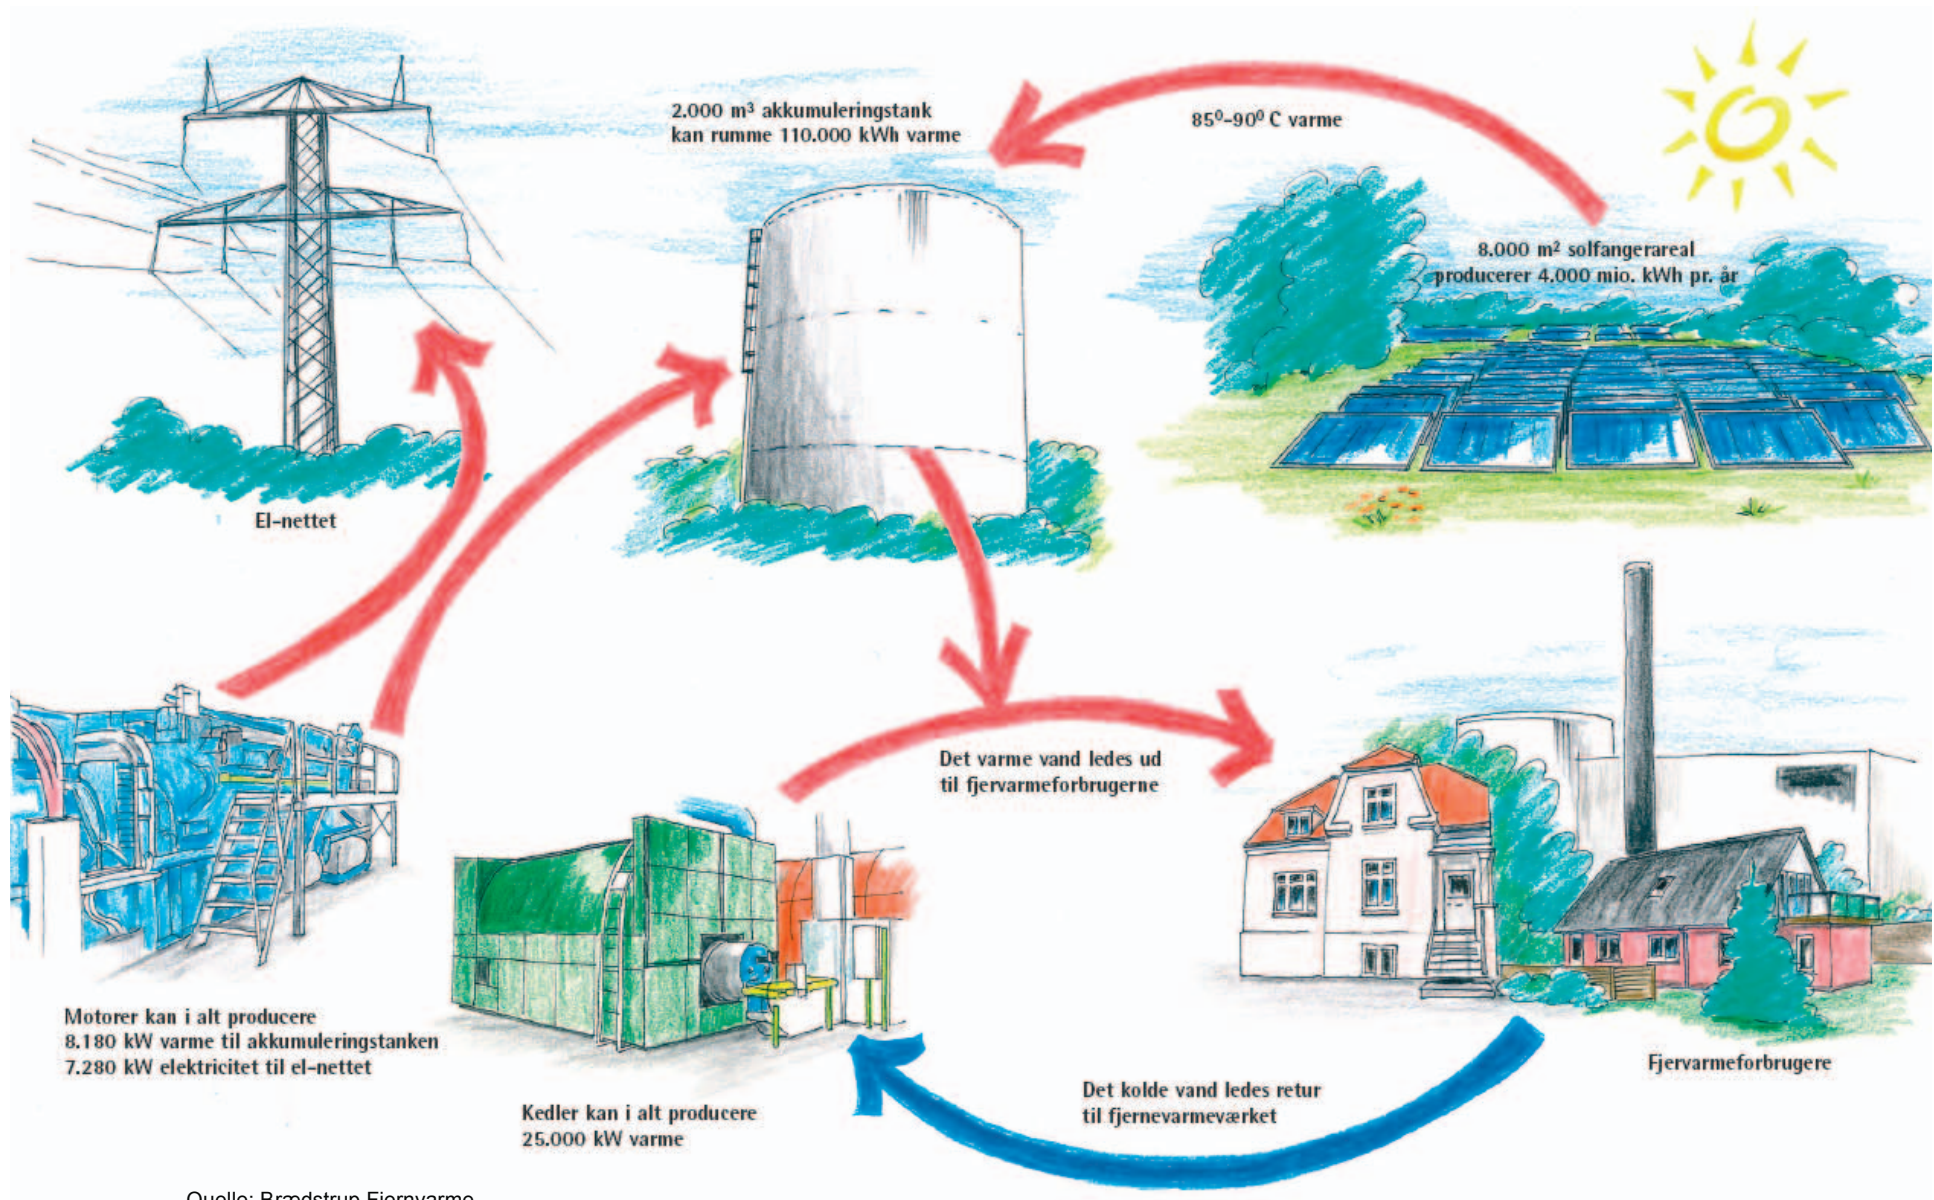 2.000 m³ akkumuleringstank
kan rumme 110.000 kWh varme
85⁰-90⁰ C varme
8.000 m² solfangerareal
producerer 4.000 mio. kWh pr. år
El-nettet
Det varme vand ledes ud
til fjervarmeforbrugerne
Motorer kan i alt producere
8.180 kW varme til akkumuleringstanken
7.280 kW elektricitet til el-nettet
Kedler kan i alt producere
25.000 kW varme
Det kolde vand ledes retur
til fjernevarmeværket
Fjervarmeforbrugere
Quelle: Brædstrup Fjernvarme